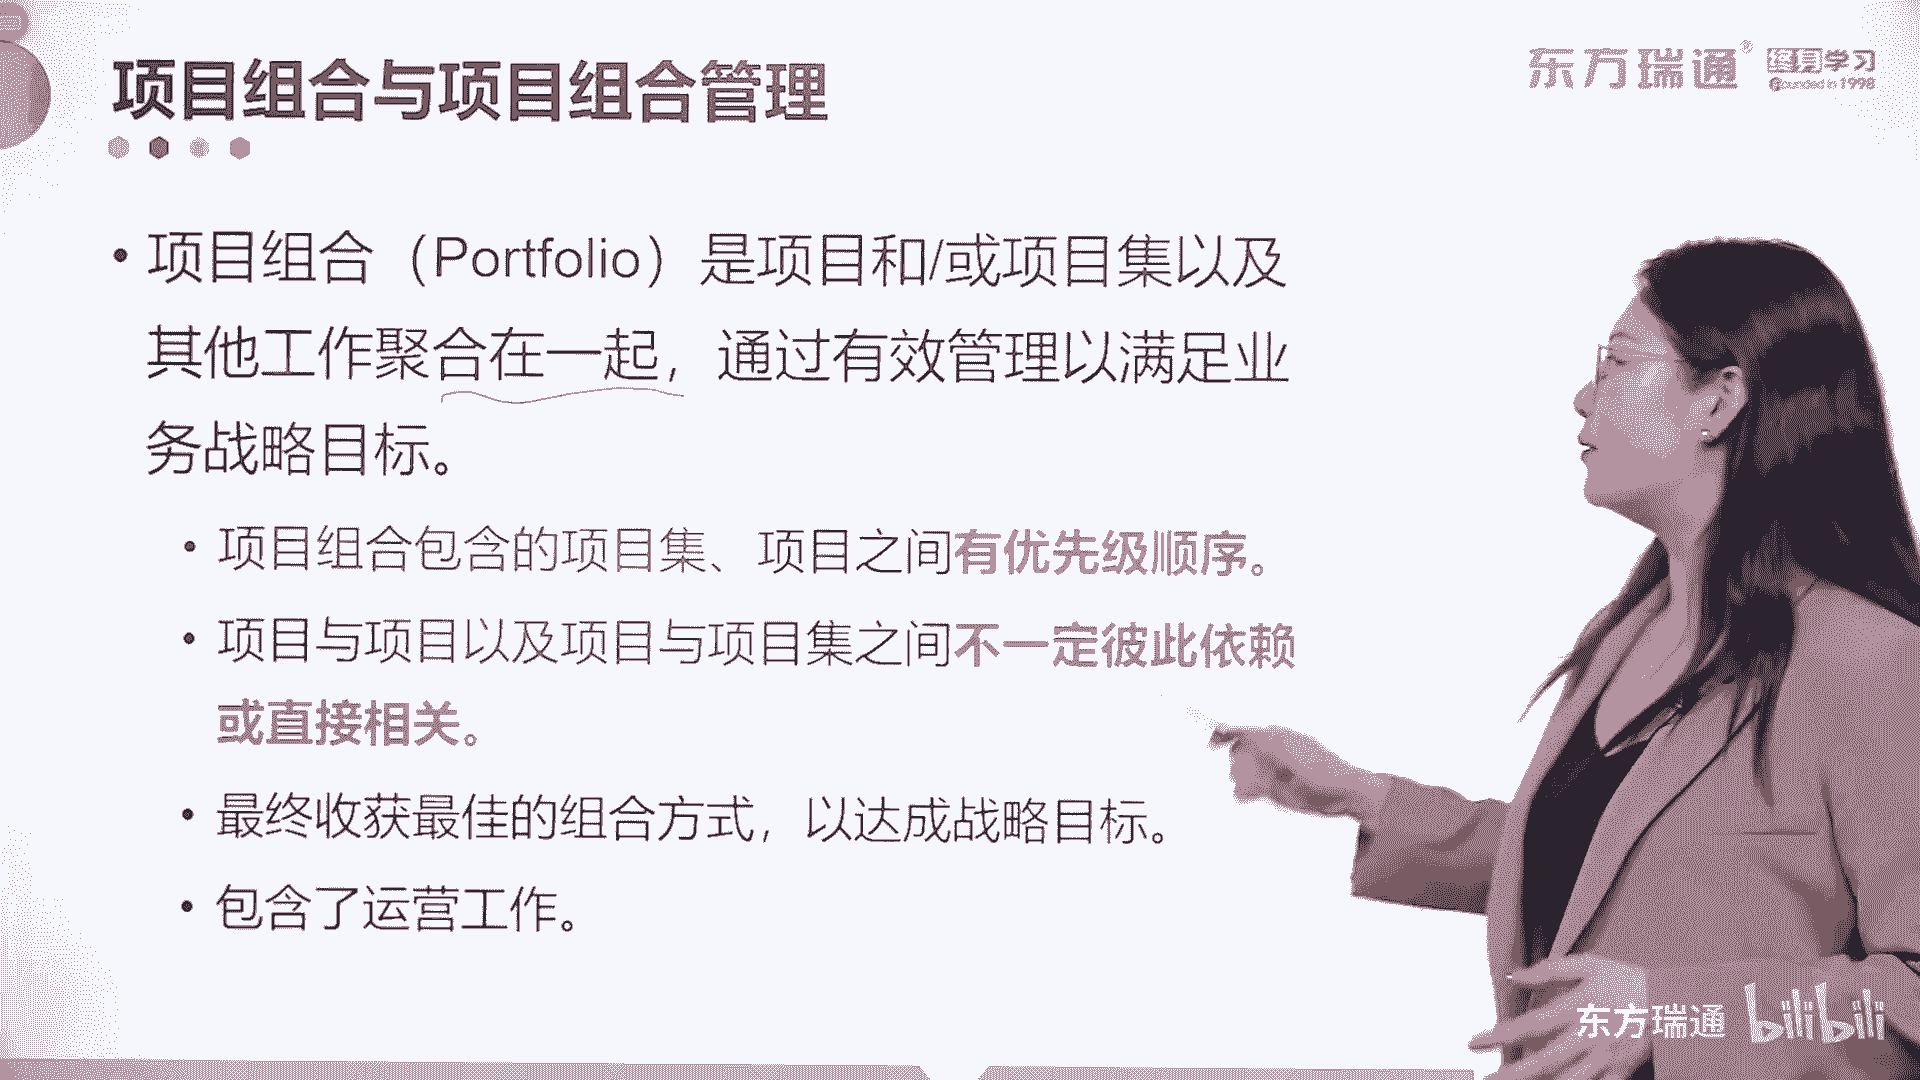 项目组合与项目组合管理
东方瑞通® 终身学习
Founded in 1998
• 项目组合（Portfolio）是项目和/或项目集以及
其他工作聚合在一起，通过有效管理以满足业
务战略目标。
• 项目组合包含的项目集、项目之间有优先级顺序。
• 项目与项目以及项目与项目集之间不一定彼此依赖
或直接相关。
• 最终收获最佳的组合方式，以达成战略目标。
• 包含了运营工作。
东方瑞通 bilibili